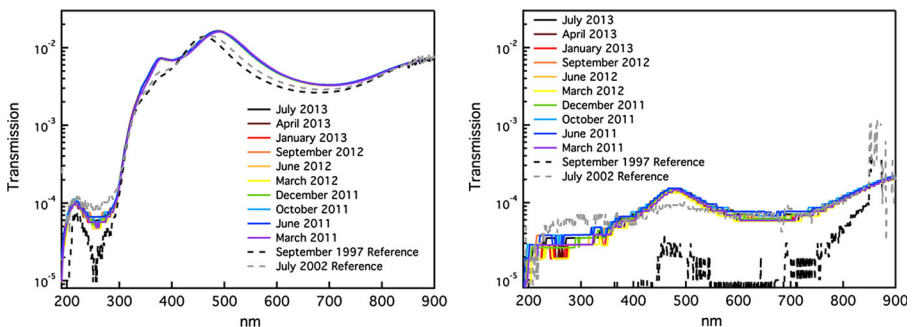 Transmission
10-2
10-3
10-4
10-5
200 300 400 500 600 700 800 900
nm
July 2013
April 2013
January 2013
September 2012
June 2012
March 2012
December 2011
October 2011
June 2011
March 2011
September 1997 Reference
July 2002 Reference
Transmission
10-2
10-3
10-4
10-5
200 300 400 500 600 700 800 900
nm
July 2013
April 2013
January 2013
September 2012
June 2012
March 2012
December 2011
October 2011
June 2011
March 2011
September 1997 Reference
July 2002 Reference